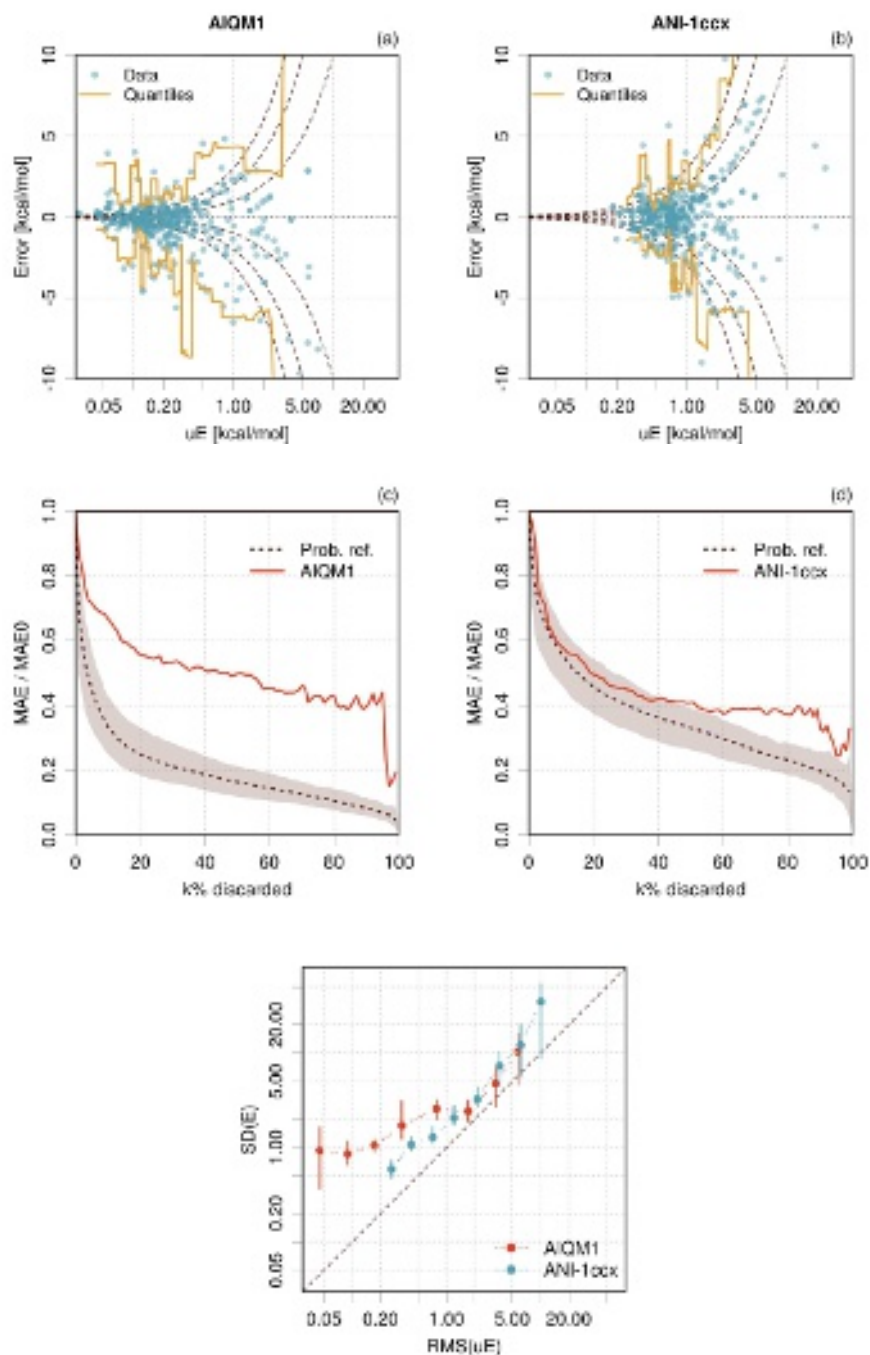 AIQM1
ANI-1ccx
(a)
(b)
Data
Quantiles
Data
Quantiles
Error [kcal/mol]
10
5
0
-5
-10
Error [kcal/mol]
10
5
0
-5
-10
0.05 0.20 1.00 5.00 20.00
0.05 0.20 1.00 5.00 20.00
uE [kcal/mol]
uE [kcal/mol]
(c)
(d)
Prob. ref.
AIQM1
Prob. ref.
ANI-1ccx
MAE / MAE0
1.0
0.8
0.6
0.4
0.2
0.0
MAE / MAE0
1.0
0.8
0.6
0.4
0.2
0.0
0 20 40 60 80 100
0 20 40 60 80 100
k% discarded
k% discarded
SD(E)
20.00
5.00
1.00
0.20
0.05
AIQM1
ANI-1ccx
0.05 0.20 1.00 5.00 20.00
RMS(uE)